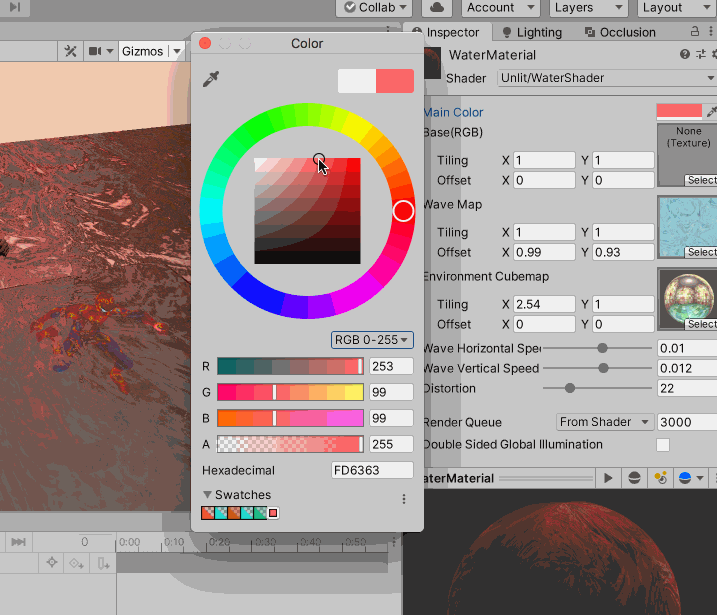 Collab
Account
Layers
Layout
Inspector
Lighting
Occlusion
Gizmos
Color
WaterMaterial
Shader
Unlit/WaterShader
Main Color
Base(RGB)
None
(Texture)
Tiling X 1 Y 1
Offset X 0 Y 0
Select
Wave Map
Tiling X 1 Y 1
Offset X 0.99 Y 0.93
Select
Environment Cubemap
Tiling X 2.54 Y 1
Offset X 0 Y 0
Select
Wave Horizontal Spee 0.01
Wave Vertical Speed 0.012
Distortion 22
Render Queue From Shader 3000
Double Sided Global Illumination
aterMaterial
RGB 0-255
R 253
G 99
B 99
A 255
Hexadecimal FD6363
Swatches
0 0:00 0:10 0:20 0:30 0:40 0:50